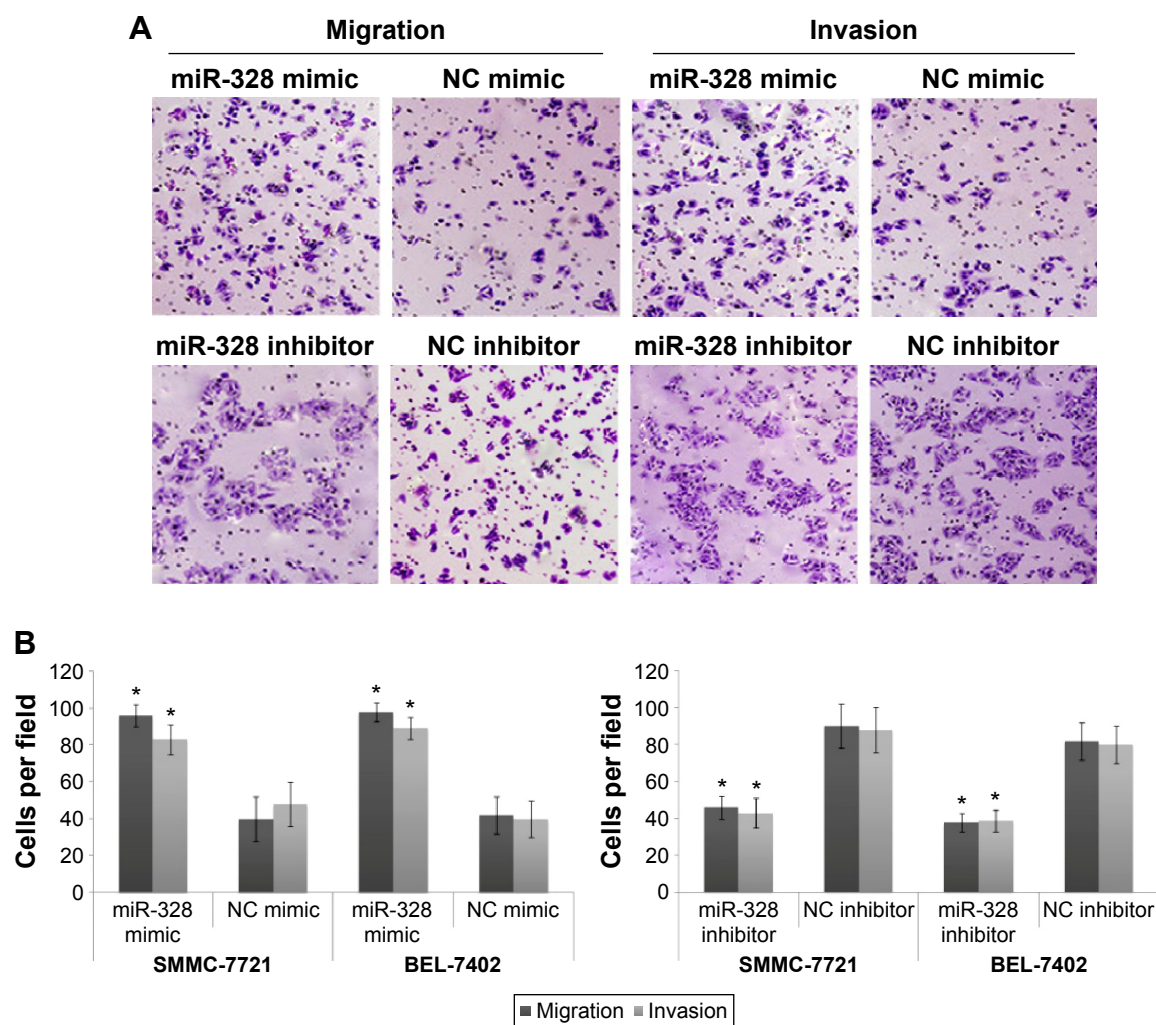 A
Migration Invasion
miR-328 mimic NC mimic miR-328 mimic NC mimic
miR-328 inhibitor NC inhibitor miR-328 inhibitor NC inhibitor
B
Cells per field
120
100
80
60
40
20
0
* * * *
miR-328 mimic
NC mimic
miR-328 mimic
NC mimic
SMMC-7721 BEL-7402
Cells per field
120
100
80
60
40
20
0
* * * *
miR-328 inhibitor
NC inhibitor
miR-328 inhibitor
NC inhibitor
SMMC-7721 BEL-7402
Migration Invasion